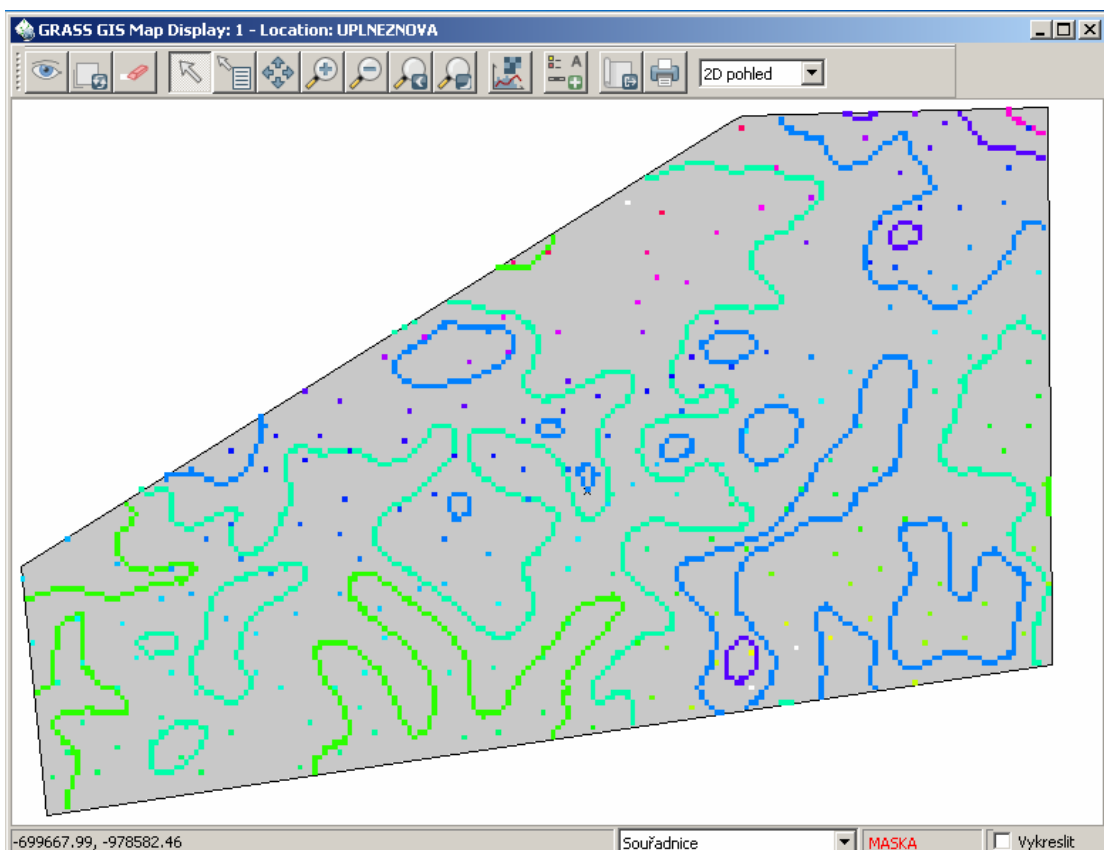 GRASS GIS Map Display: 1 - Location: UPLNEZNOVA
2D pohled
-699667.99, -978582.46
Souřadnice
MASKA
Vykreslit